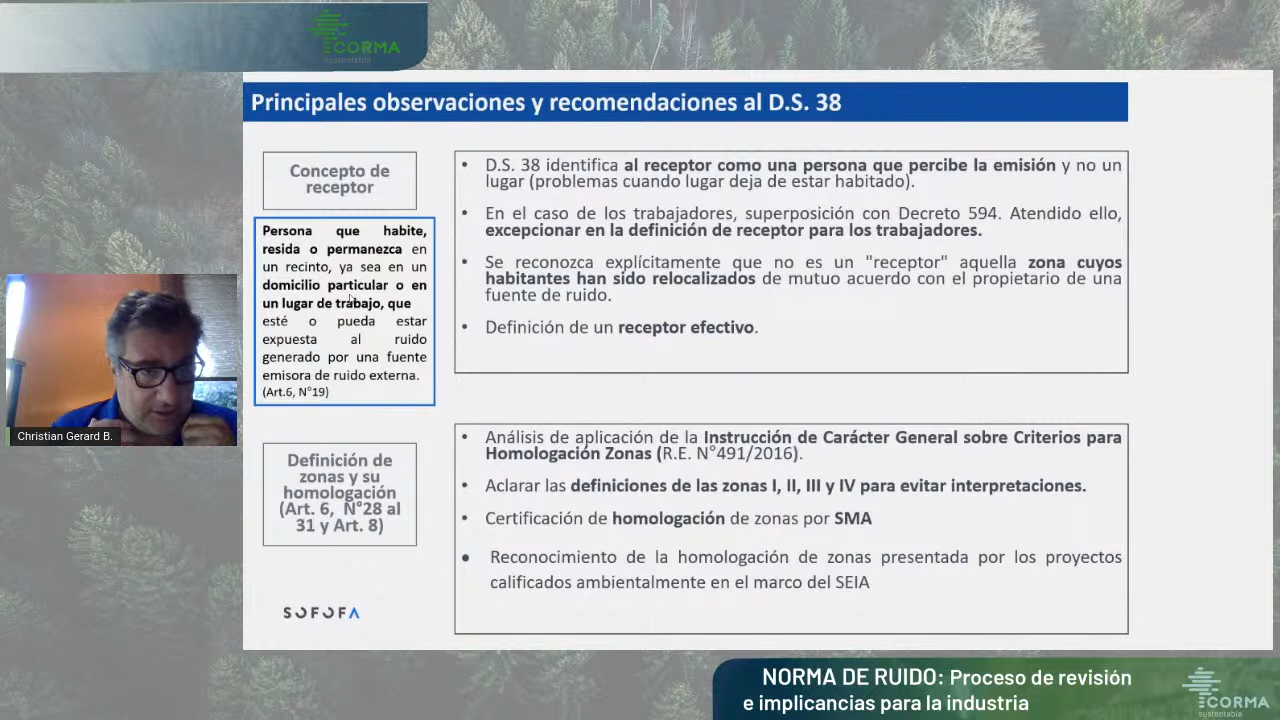 CORMA
sustentable
Principales observaciones y recomendaciones al D.S. 38
Concepto de
receptor
Persona que habite,
resida o permanezca en
un recinto, ya sea en un
domicilio particular o en
un lugar de trabajo, que
esté o pueda estar
expuesta al ruido
generado por una fuente
emisora de ruido externa.
(Art.6, N°19)
• D.S. 38 identifica al receptor como una persona que percibe la emisión y no un
lugar (problemas cuando lugar deja de estar habitado).
• En el caso de los trabajadores, superposición con Decreto 594. Atendido ello,
excepcionar en la definición de receptor para los trabajadores.
• Se reconozca explícitamente que no es un "receptor" aquella zona cuyos
habitantes han sido relocalizados de mutuo acuerdo con el propietario de una
fuente de ruido.
• Definición de un receptor efectivo.
Christian Gerard B.
Definición de
zonas y su
homologación
(Art. 6, N°28 al
31 y Art. 8)
• Análisis de aplicación de la Instrucción de Carácter General sobre Criterios para
Homologación Zonas (R.E. N°491/2016).
• Aclarar las definiciones de las zonas I, II, III y IV para evitar interpretaciones.
• Certificación de homologación de zonas por SMA
• Reconocimiento de la homologación de zonas presentada por los proyectos
calificados ambientalmente en el marco del SEIA
SOFOFA
NORMA DE RUIDO: Proceso de revisión
e implicancias para la industria
CORMA
sustentable